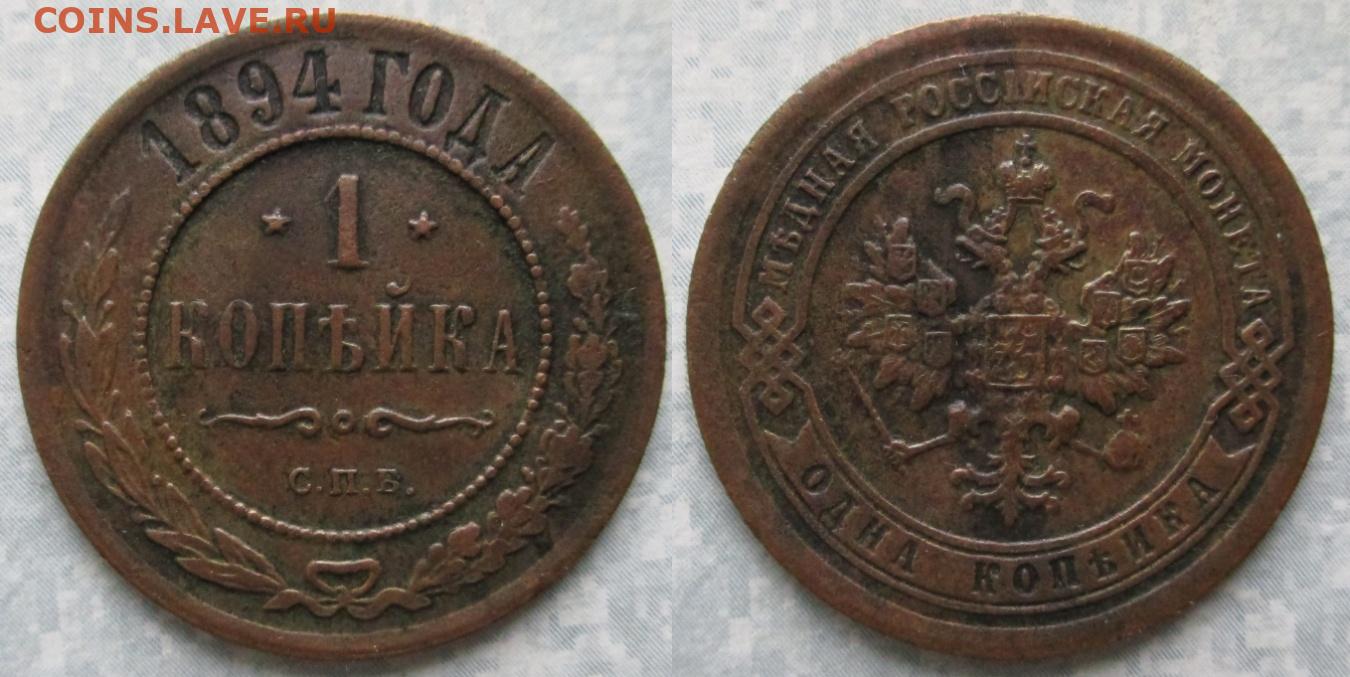 COINS.LAVE.RU
1894 ГОДА
1
КОПѢЙКА
С.П.Б.
МѢДНАЯ РОССІЙСКАЯ МОНЕТА
ОДНА КОПѢЙКА